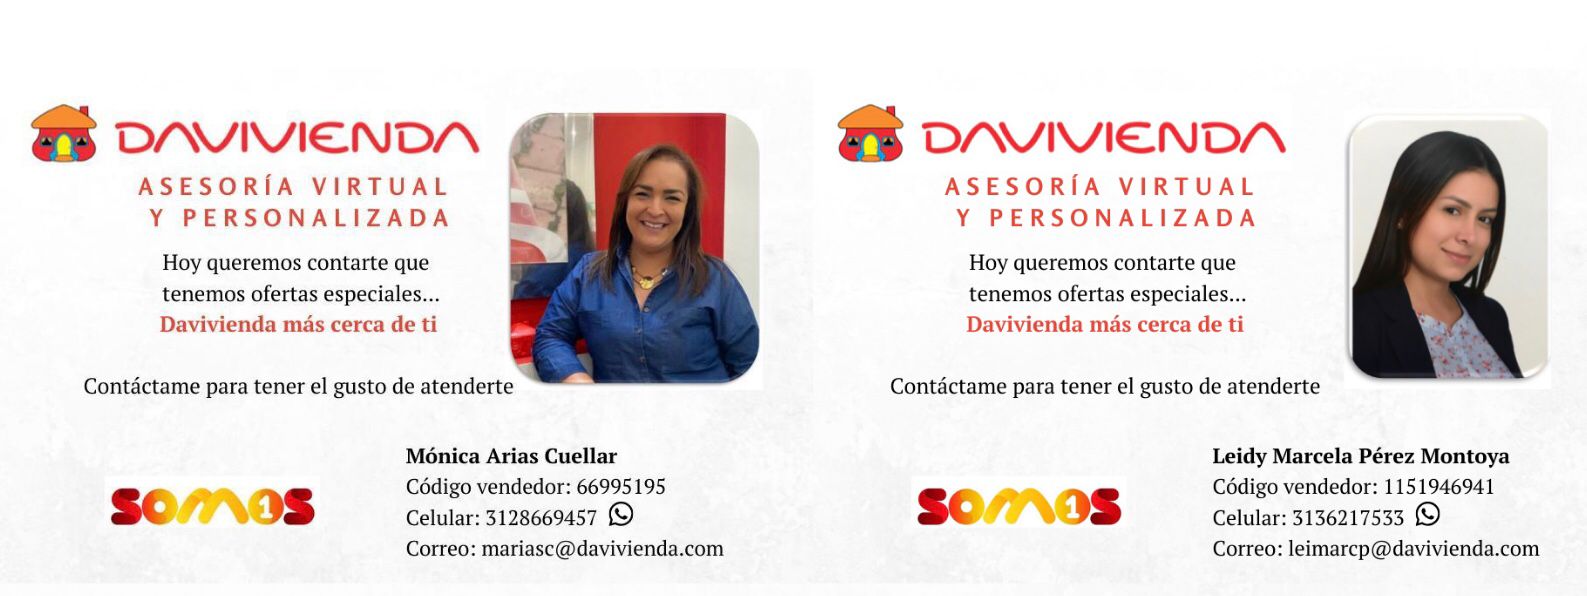 DAVIVIENDA
ASESORÍA VIRTUAL
Y PERSONALIZADA
Hoy queremos contarte que
tenemos ofertas especiales...
Davivienda más cerca de ti
Contáctame para tener el gusto de atenderte
SOM1S
Mónica Arias Cuellar
Código vendedor: 66995195
Celular: 3128669457
Correo: mariasc@davivienda.com
DAVIVIENDA
ASESORÍA VIRTUAL
Y PERSONALIZADA
Hoy queremos contarte que
tenemos ofertas especiales...
Davivienda más cerca de ti
Contáctame para tener el gusto de atenderte
SOM1S
Leidy Marcela Pérez Montoya
Código vendedor: 1151946941
Celular: 3136217533
Correo: leimarcp@davivienda.com